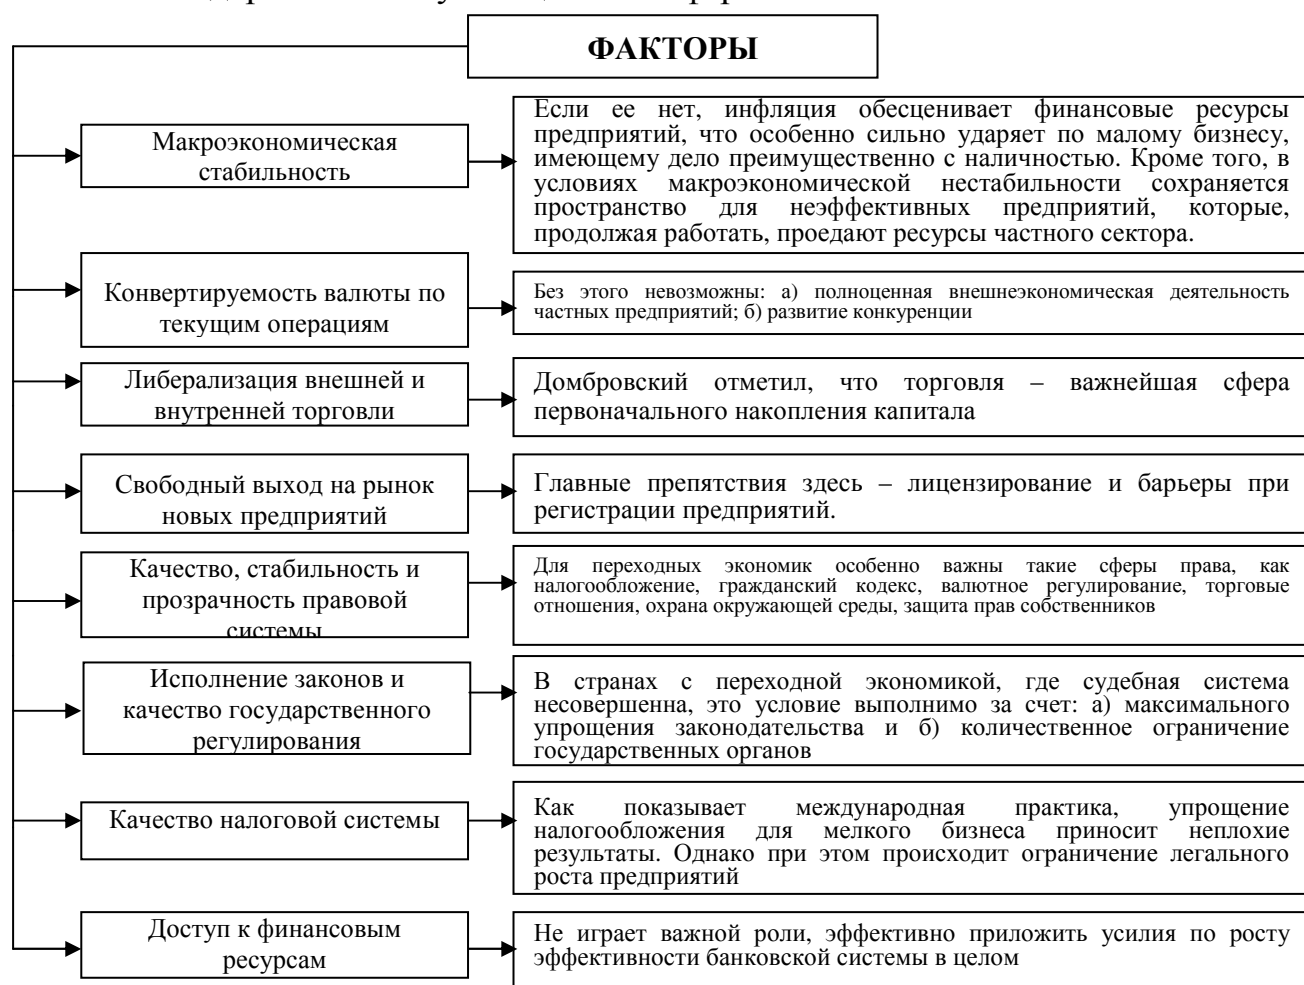 ФАКТОРЫ
Макроэкономическая
стабильность
Если ее нет, инфляция обесценивает финансовые ресурсы
предприятий, что особенно сильно ударяет по малому бизнесу,
имеющему дело преимущественно с наличностью. Кроме того, в
условиях макроэкономической нестабильности сохраняется
пространство для неэффективных предприятий, которые,
продолжая работать, проедают ресурсы частного сектора.
Конвертируемость валюты по
текущим операциям
Без этого невозможны: а) полноценная внешнеэкономическая деятельность
частных предприятий; б) развитие конкуренции
Либерализация внешней и
внутренней торговли
Домбровский отметил, что торговля – важнейшая сфера
первоначального накопления капитала
Свободный выход на рынок
новых предприятий
Главные препятствия здесь – лицензирование и барьеры при
регистрации предприятий.
Качество, стабильность и
прозрачность правовой
системы
Для переходных экономик особенно важны такие сферы права, как
налогообложение, гражданский кодекс, валютное регулирование, торговые
отношения, охрана окружающей среды, защита прав собственников
Исполнение законов и
качество государственного
регулирования
В странах с переходной экономикой, где судебная система
несовершенна, это условие выполнимо за счет: а) максимального
упрощения законодательства и б) количественное ограничение
государственных органов
Качество налоговой системы
Как показывает международная практика, упрощение
налогообложения для мелкого бизнеса приносит неплохие
результаты. Однако при этом происходит ограничение легального
роста предприятий
Доступ к финансовым
ресурсам
Не играет важной роли, эффективно приложить усилия по росту
эффективности банковской системы в целом